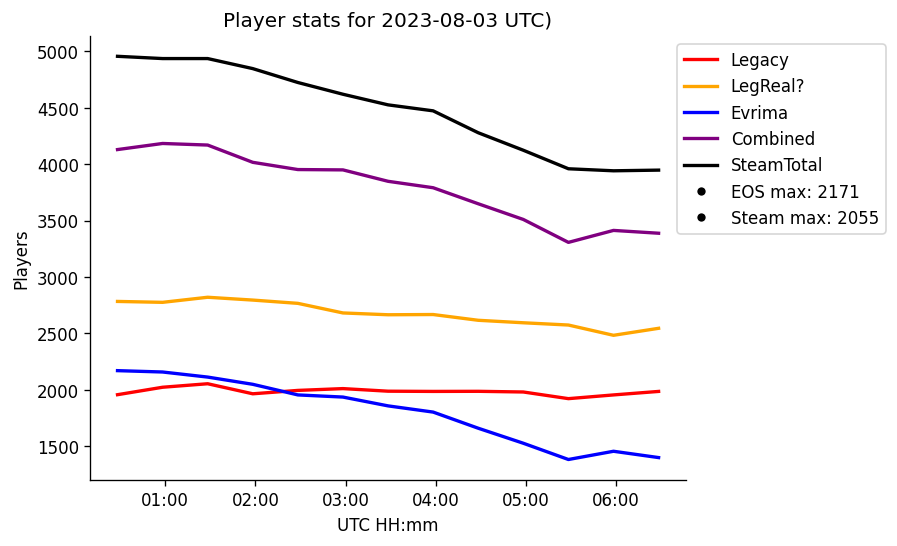 Player stats for 2023-08-03 UTC)
5000
4500
4000
3500
3000
2500
2000
1500
Players
01:00 02:00 03:00 04:00 05:00 06:00
UTC HH:mm
Legacy
LegReal?
Evrima
Combined
SteamTotal
EOS max: 2171
Steam max: 2055